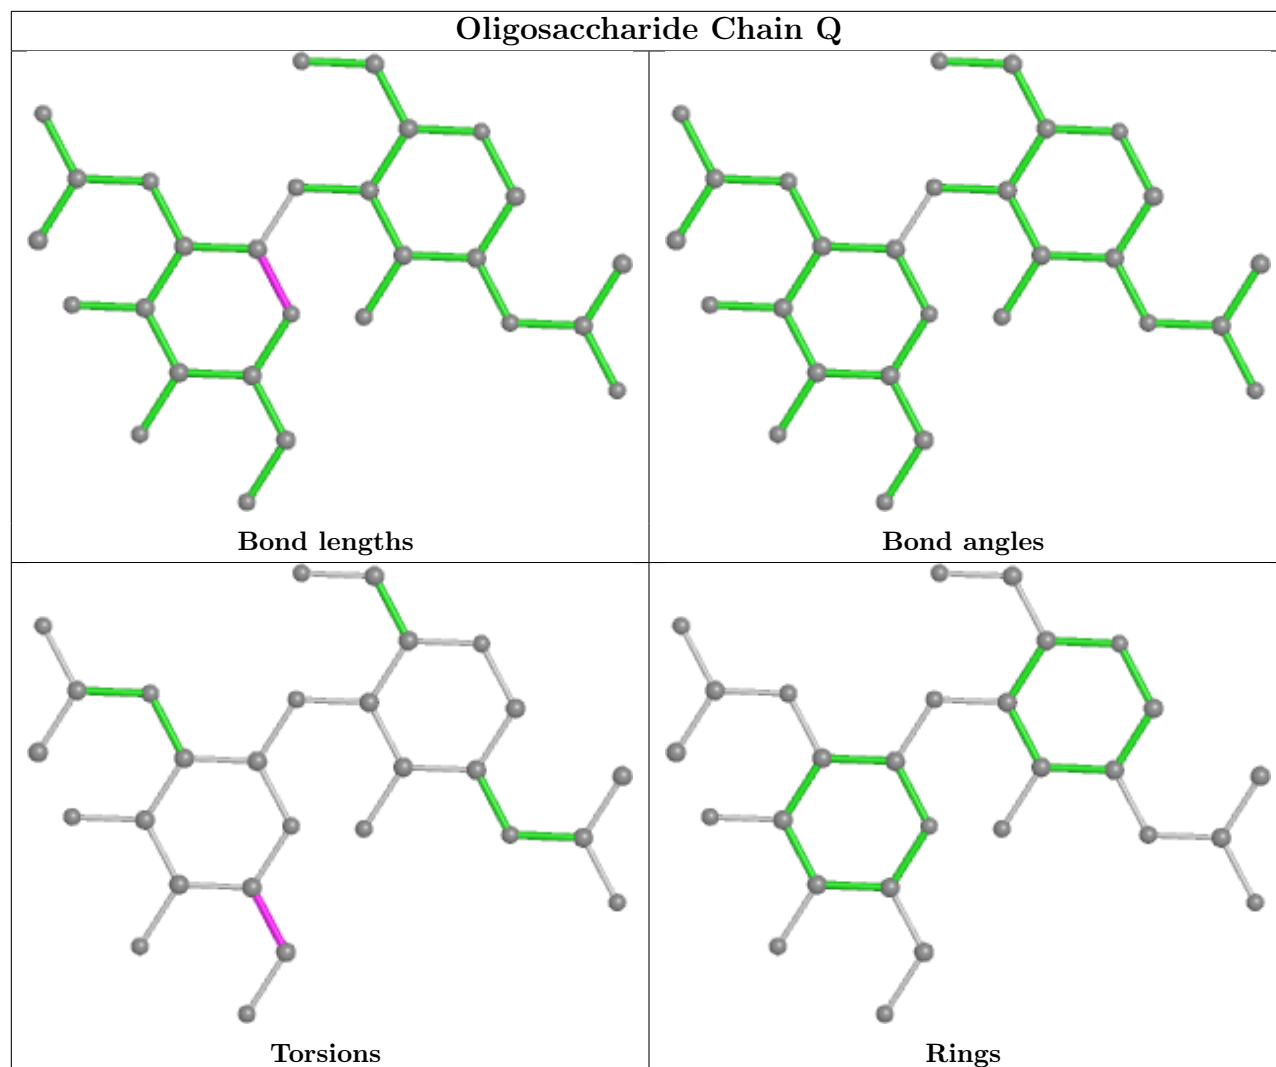 Oligosaccharide Chain Q
Bond lengths
Bond angles
Torsions
Rings